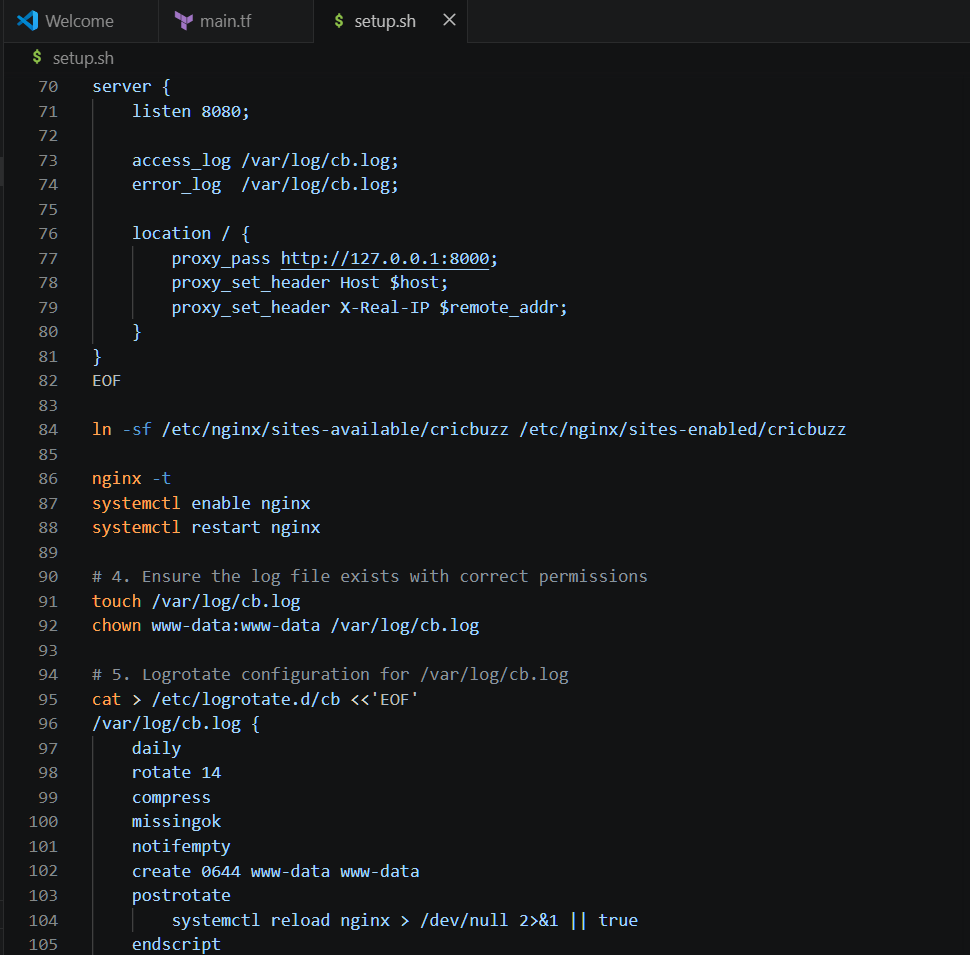 Welcome main.tf $ setup.sh ×
$ setup.sh
70 server {
71     listen 8080;
72
73     access_log /var/log/cb.log;
74     error_log  /var/log/cb.log;
75
76     location / {
77         proxy_pass http://127.0.0.1:8000;
78         proxy_set_header Host $host;
79         proxy_set_header X-Real-IP $remote_addr;
80     }
81 }
82 EOF
83
84 ln -sf /etc/nginx/sites-available/cricbuzz /etc/nginx/sites-enabled/cricbuzz
85
86 nginx -t
87 systemctl enable nginx
88 systemctl restart nginx
89
90 # 4. Ensure the log file exists with correct permissions
91 touch /var/log/cb.log
92 chown www-data:www-data /var/log/cb.log
93
94 # 5. Logrotate configuration for /var/log/cb.log
95 cat > /etc/logrotate.d/cb <<'EOF'
96 /var/log/cb.log {
97     daily
98     rotate 14
99     compress
100     missingok
101     notifempty
102     create 0644 www-data www-data
103     postrotate
104         systemctl reload nginx > /dev/null 2>&1 || true
105     endscript